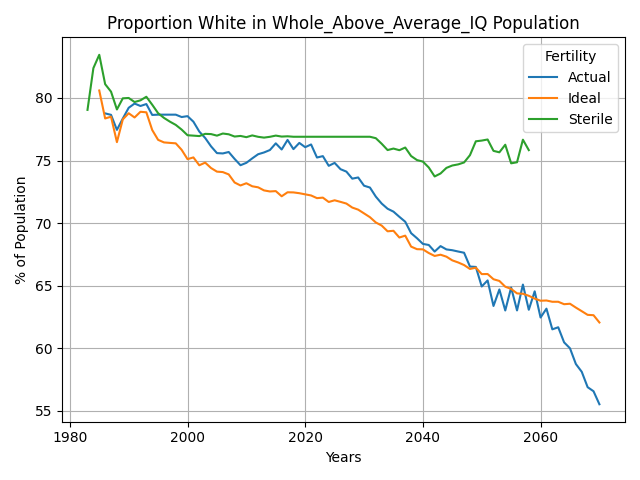 Proportion White in Whole_Above_Average_IQ Population
Fertility
Actual
Ideal
Sterile
% of Population
80
75
70
65
60
55
1980
2000
2020
2040
2060
Years